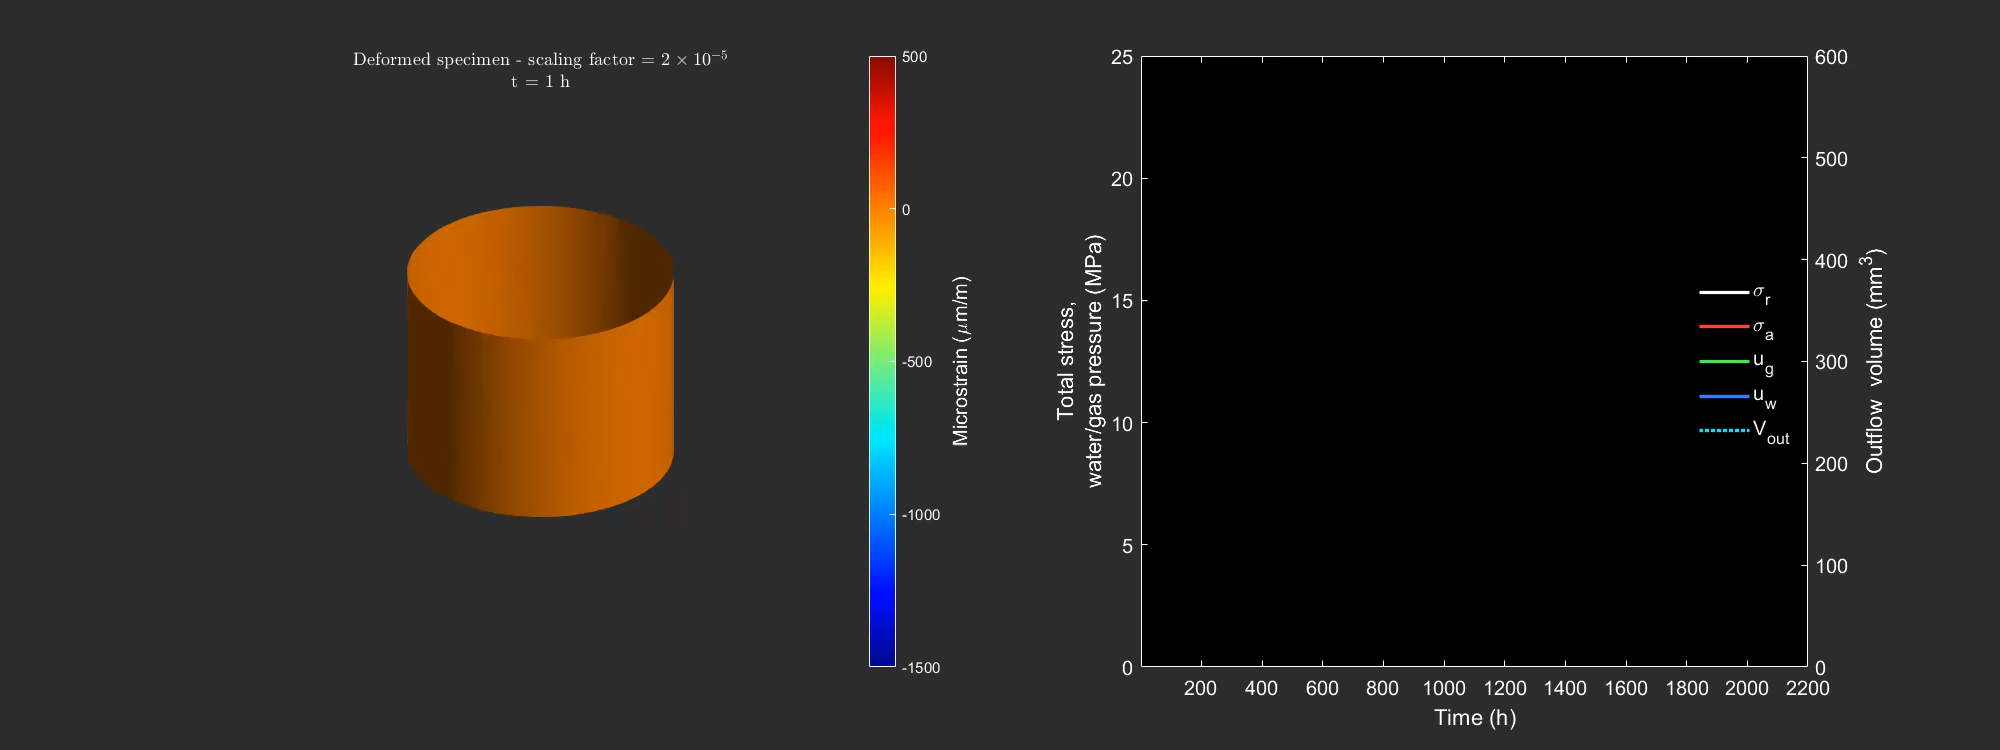 Deformed specimen - scaling factor = 2 × 10⁻⁵
t = 1 h
500
0
-500
-1000
-1500
Microstrain (μm/m)
25
20
15
10
5
0
Total stress,
water/gas pressure (MPa)
200 400 600 800 1000 1200 1400 1600 1800 2000 2200
Time (h)
σr
σa
ug
uw
Vout
600
500
400
300
200
100
0
Outflow volume (mm³)